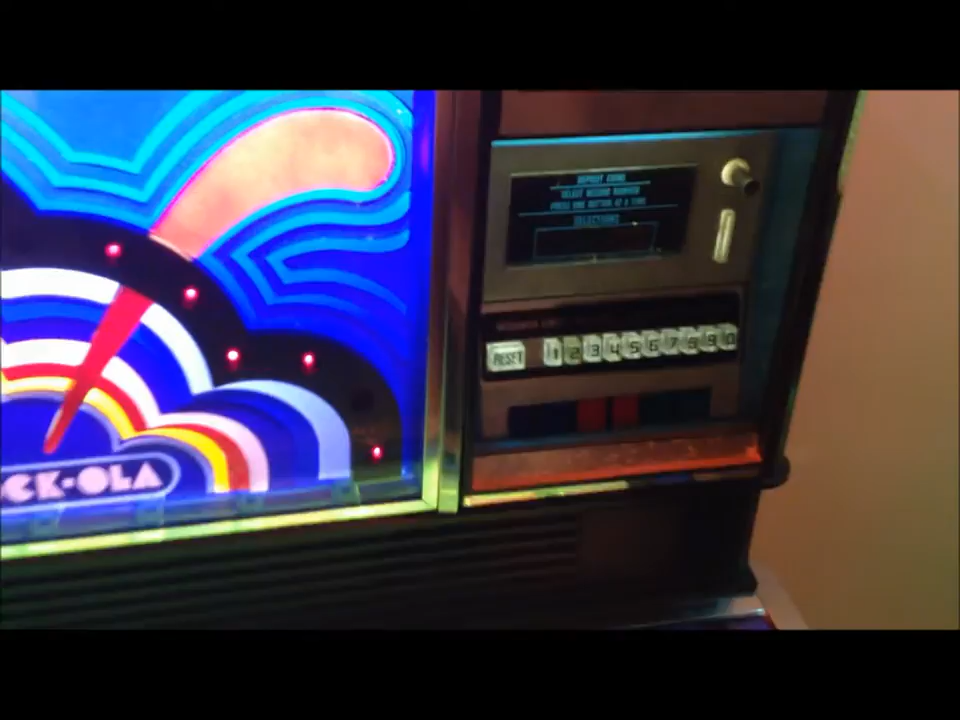 DEPOSIT COINS
SELECT RECORD NUMBER
PRESS ONE BUTTON AT A TIME
SELECTIONS
RESET 1 2 3 4 5 6 7 8 9 0
CK-OLA